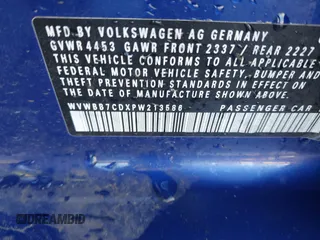 MFD BY VOLKSWAGEN AG GERMANY
GVWR 4453 GAWR FRONT 2337 / REAR 2227
THIS VEHICLE CONFORMS TO ALL APPLICABLE
FEDERAL MOTOR VEHICLE SAFETY, BUMPER AND
THEFT PREVENTION STANDARDS IN EFFECT ON
THE DATE OF MANUFACTURE SHOWN ABOVE
WVWBB7CDXPW213586 PASSENGER CAR
DREAMBID